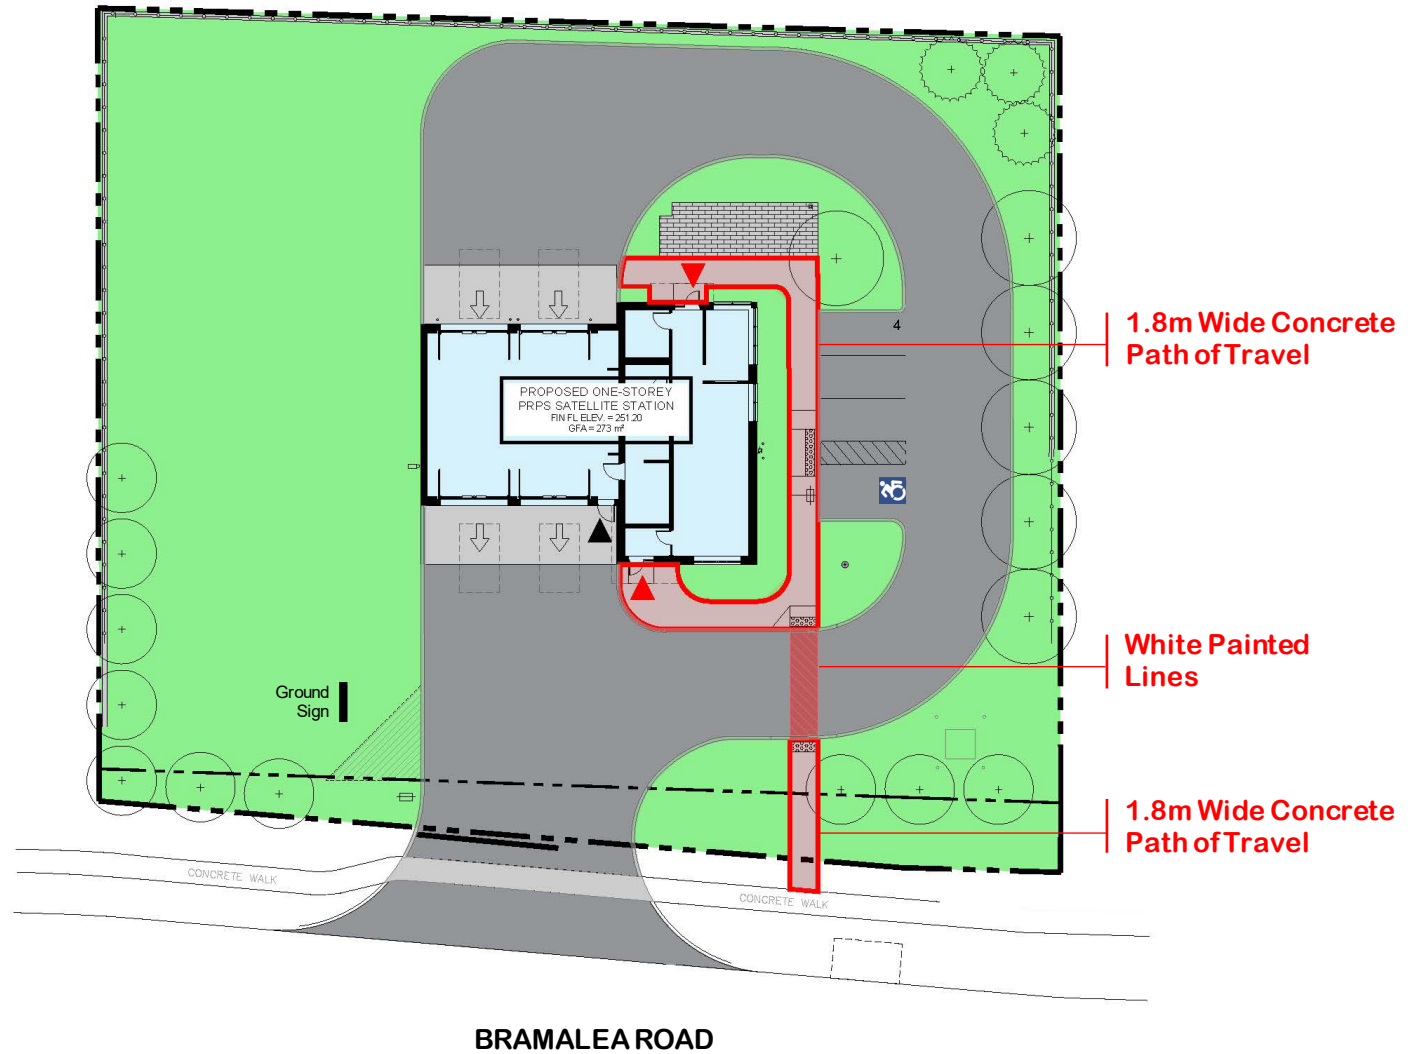 4
1.8m Wide Concrete
Path of Travel
PROPOSED ONE-STOREY
PRPS SATELLITE STATION
FIN FL ELEV. = 251.20
GFA = 273 m²
White Painted
Lines
Ground
Sign
1.8m Wide Concrete
Path of Travel
CONCRETE WALK
CONCRETE WALK
BRAMALEA ROAD